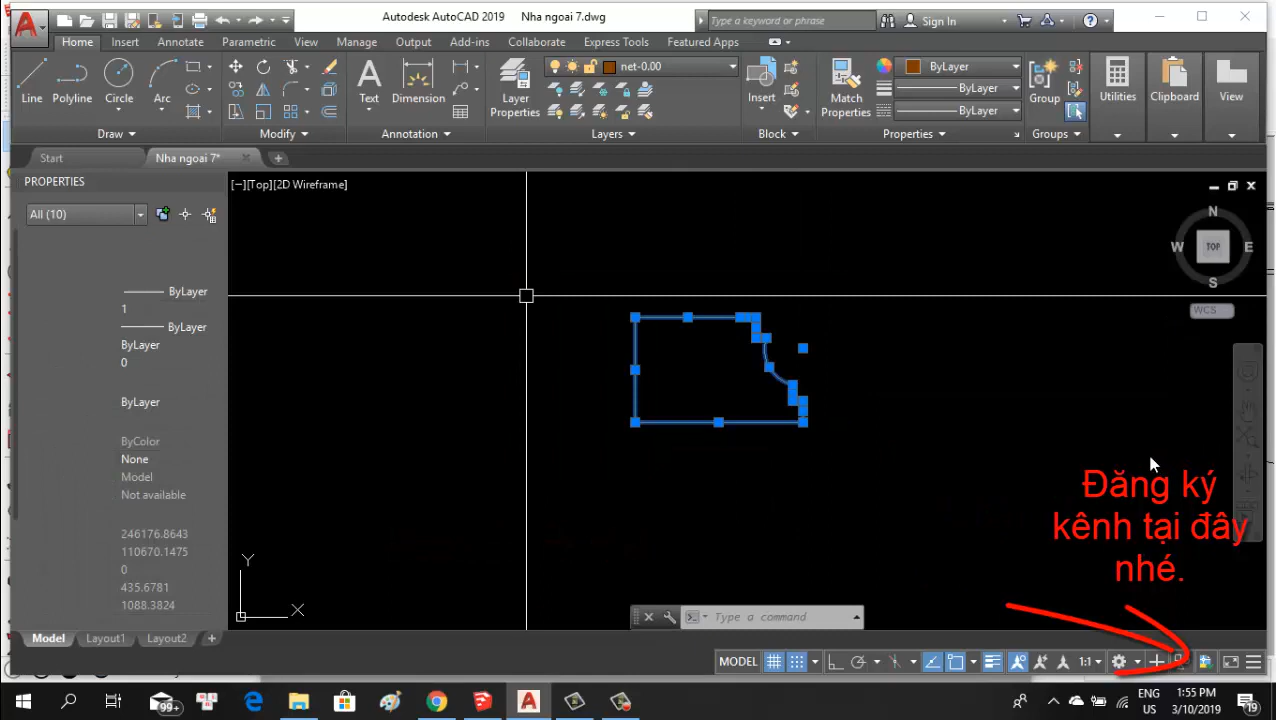 Autodesk AutoCAD 2019 Nha ngoai 7.dwg
Type a keyword or phrase
Sign In
Home Insert Annotate Parametric View Manage Output Add-ins Collaborate Express Tools Featured Apps
Line Polyline Circle Arc
Text Dimension
Layer Properties
net-0.00
Insert
Match Properties
ByLayer
ByLayer
ByLayer
Group
Utilities
Clipboard
View
Draw Modify Annotation Layers Block Properties Groups
Start Nha ngoai 7*
PROPERTIES
[−][Top][2D Wireframe]
All (10)
N
W TOP E
S
WCS
ByLayer
1
ByLayer
ByLayer
0
ByLayer
ByColor
None
Model
Not available
246176.8643
110670.1475
0
435.6781
1088.3824
Y
X
Đăng ký
kênh tại đây
nhé.
Type a command
Model Layout1 Layout2
MODEL 1:1
99+
ENG
US
1:55 PM
3/10/2019
19